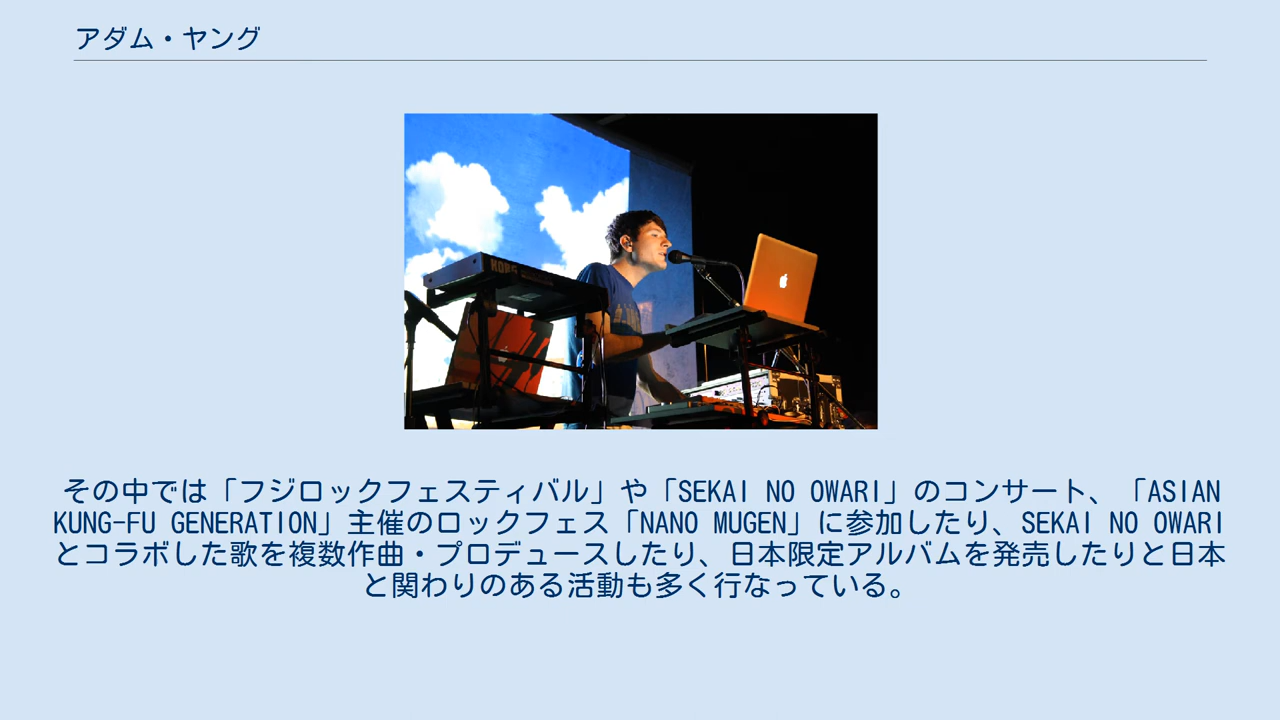 アダム・ヤング
KORG
その中では「フジロックフェスティバル」や「SEKAI NO OWARI」のコンサート、「ASIAN
KUNG-FU GENERATION」主催のロックフェス「NANO MUGEN」に参加したり、SEKAI NO OWARI
とコラボした歌を複数作曲・プロデュースしたり、日本限定アルバムを発売したりと日本
と関わりのある活動も多く行なっている。